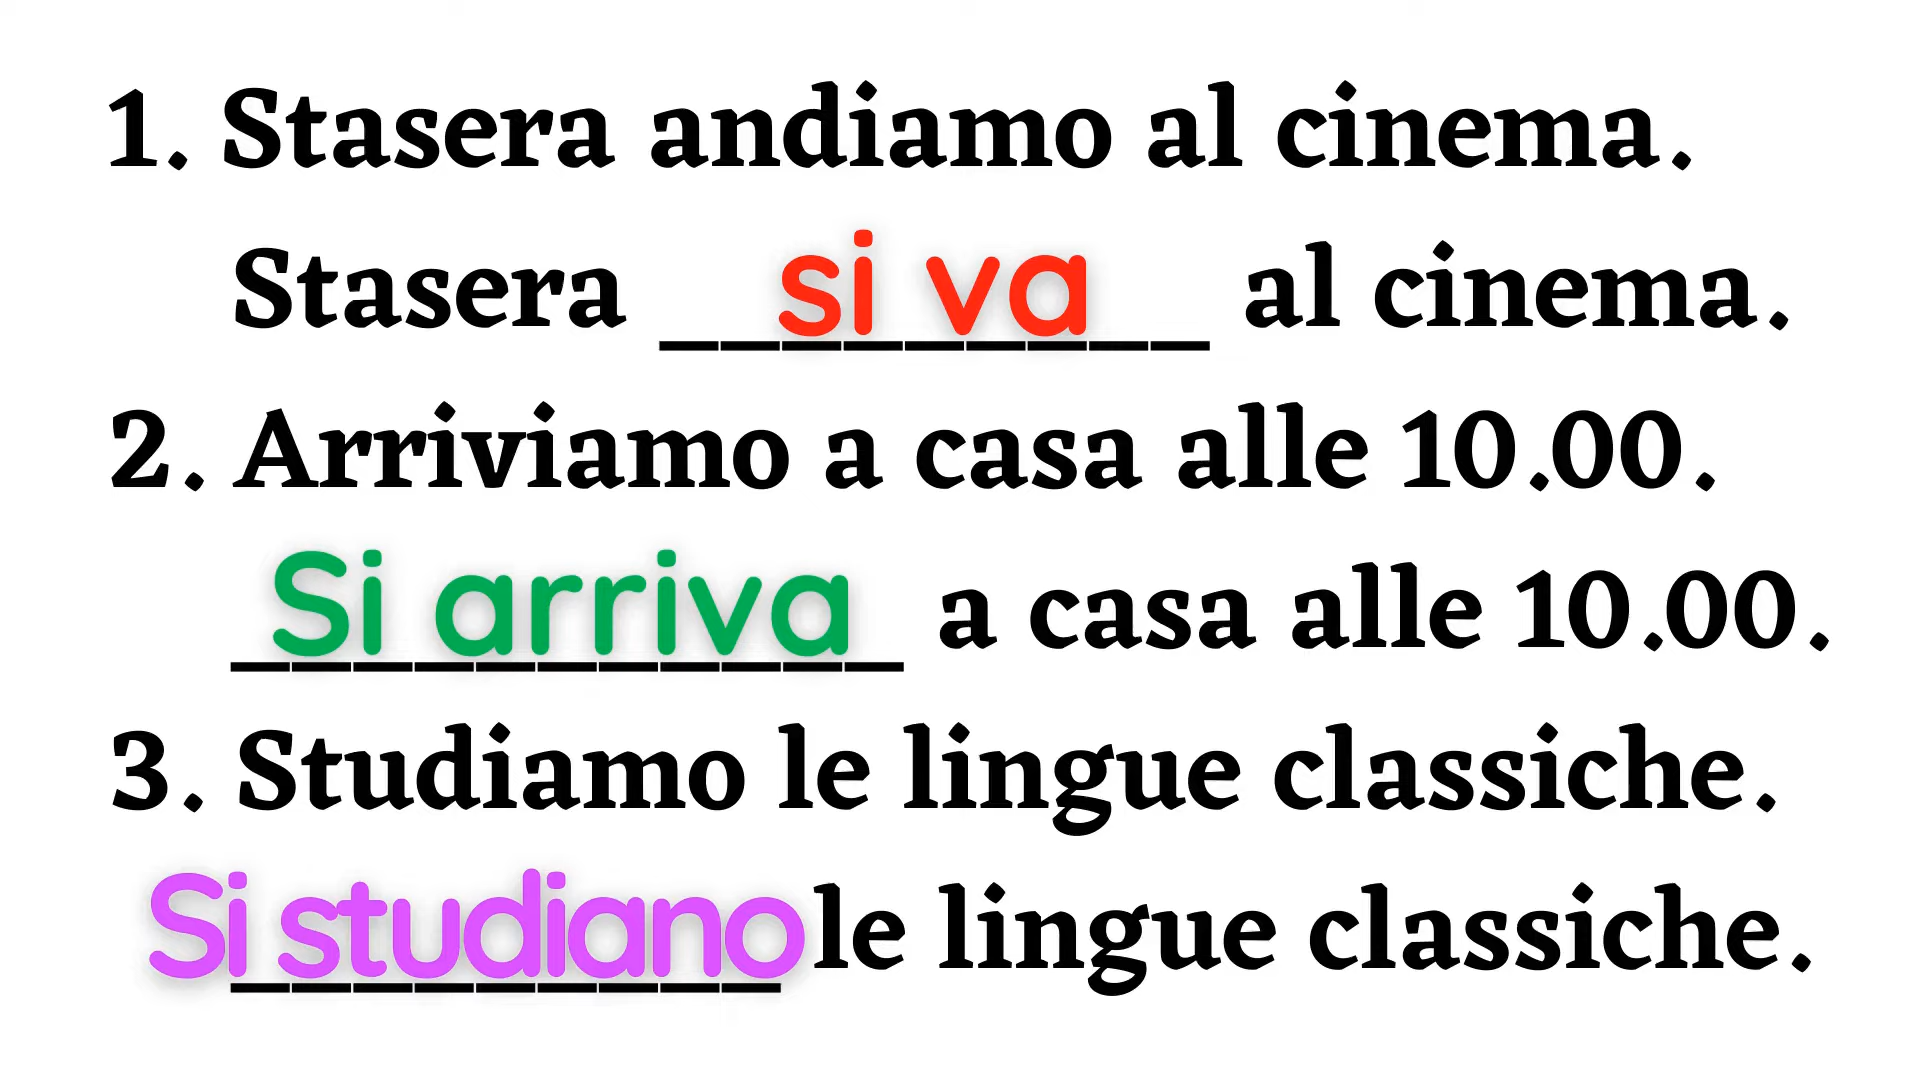 1. Stasera andiamo al cinema.
Stasera si va al cinema.
2. Arriviamo a casa alle 10.00.
Si arriva a casa alle 10.00.
3. Studiamo le lingue classiche.
Si studiano le lingue classiche.